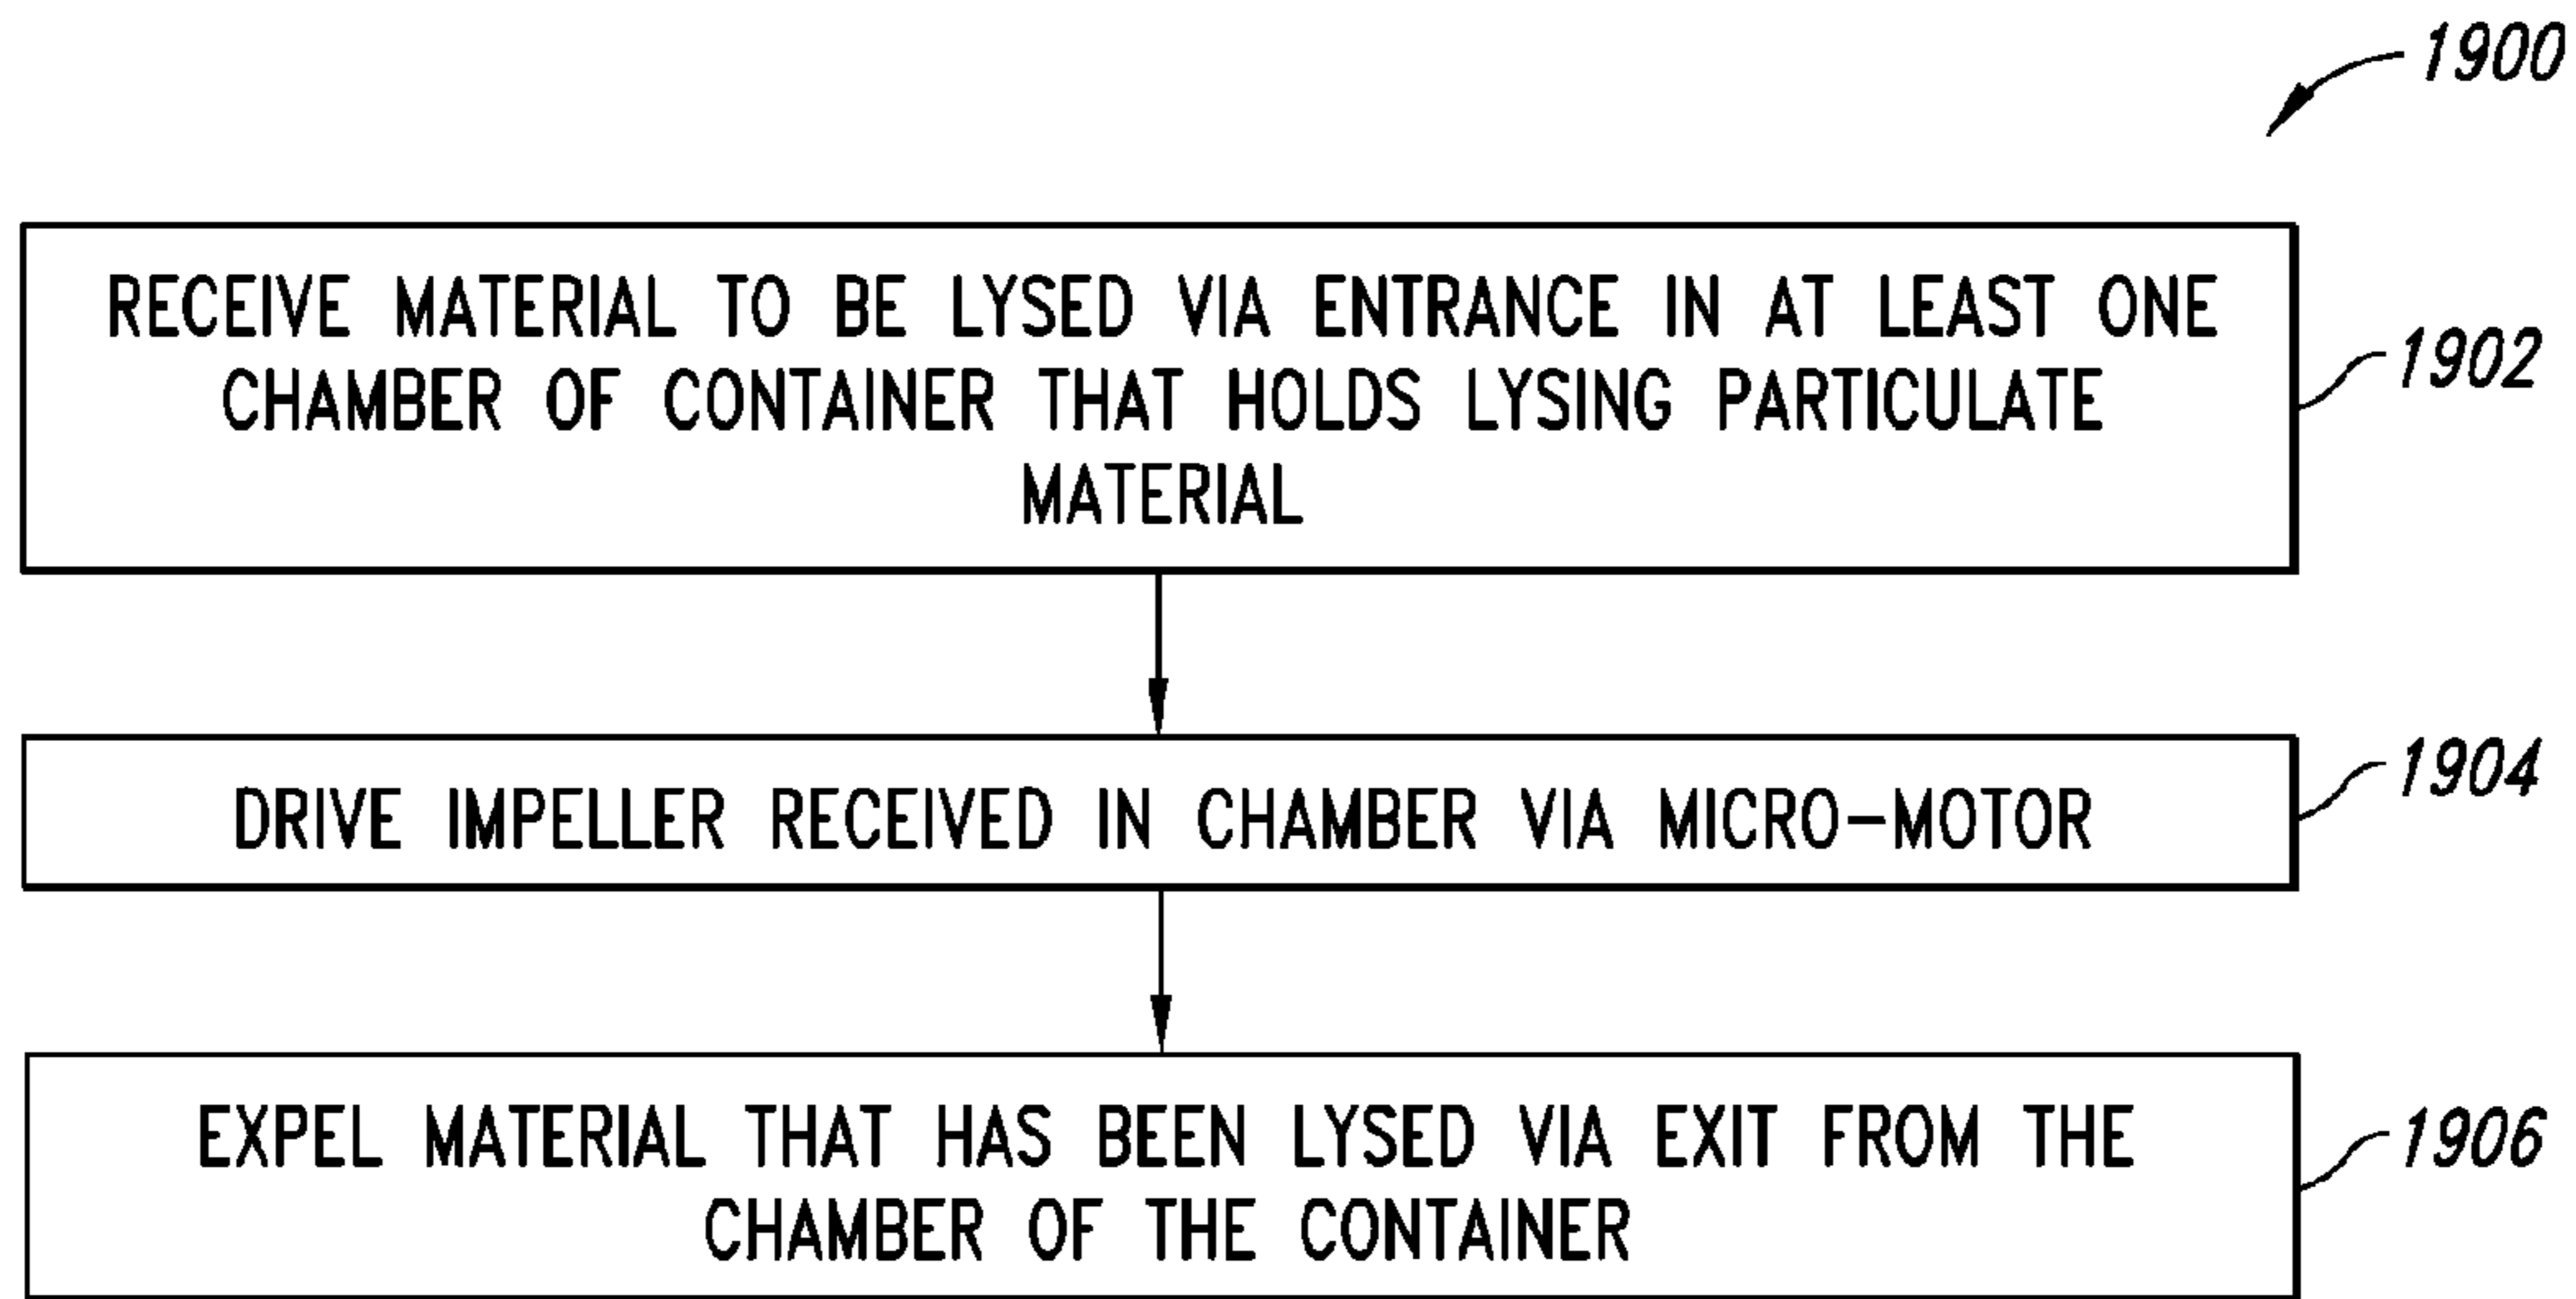 1900
RECEIVE MATERIAL TO BE LYSED VIA ENTRANCE IN AT LEAST ONE
CHAMBER OF CONTAINER THAT HOLDS LYSING PARTICULATE
MATERIAL
1902
DRIVE IMPELLER RECEIVED IN CHAMBER VIA MICRO-MOTOR
1904
EXPEL MATERIAL THAT HAS BEEN LYSED VIA EXIT FROM THE
CHAMBER OF THE CONTAINER
1906